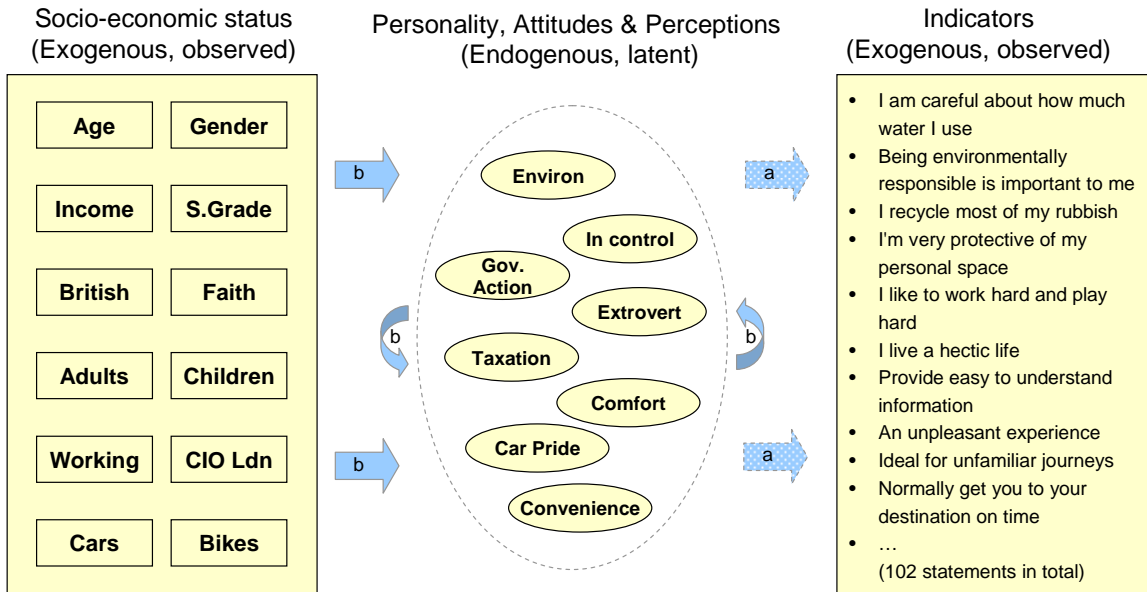 Socio-economic status
(Exogenous, observed)
Personality, Attitudes & Perceptions
(Endogenous, latent)
Indicators
(Exogenous, observed)
Age
Gender
Income
S.Grade
British
Faith
Adults
Children
Working
CIO Ldn
Cars
Bikes
b
b
b
Environ
In control
Gov.
Action
Extrovert
Taxation
Comfort
Car Pride
Convenience
b
a
a
• I am careful about how much
water I use
• Being environmentally
responsible is important to me
• I recycle most of my rubbish
• I'm very protective of my
personal space
• I like to work hard and play
hard
• I live a hectic life
• Provide easy to understand
information
• An unpleasant experience
• Ideal for unfamiliar journeys
• Normally get you to your
destination on time
• …
(102 statements in total)